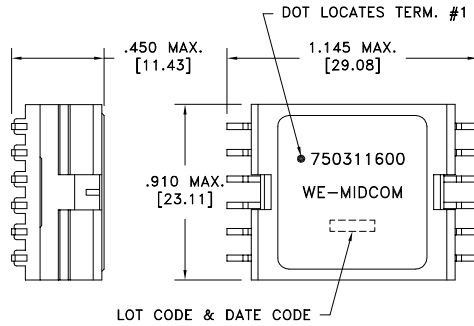 DOT LOCATES TERM. #1
.450 MAX.
[11.43]
1.145 MAX.
[29.08]
.910 MAX.
[23.11]
750311600
WE-MIDCOM
LOT CODE & DATE CODE